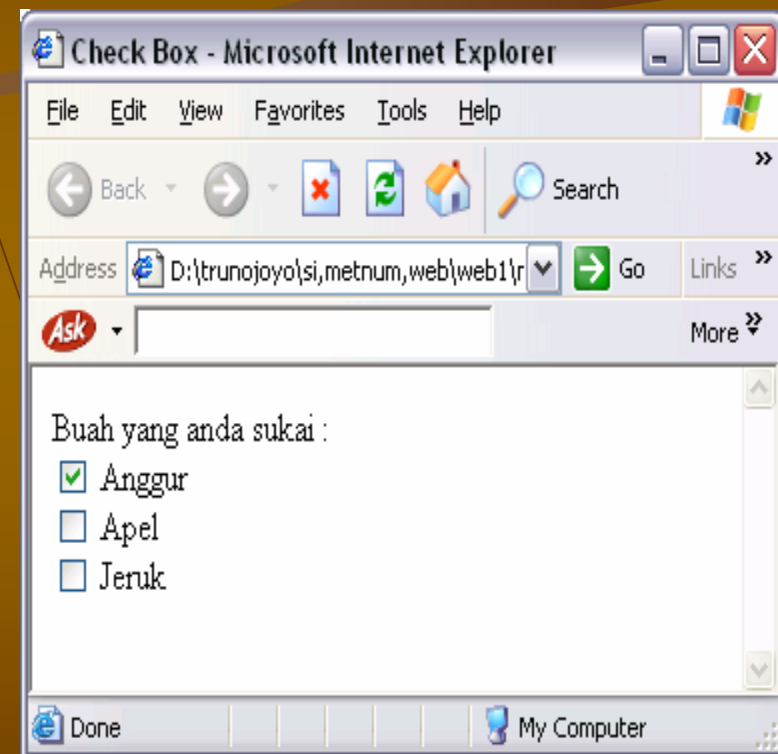 Check Box - Microsoft Internet Explorer
File Edit View Favorites Tools Help
»
Back Search
»
Address D:\trunojoyo\si,metnum,web\web1\r Go Links »
Ask More »
Buah yang anda sukai :
Anggur
Apel
Jeruk
Done My Computer